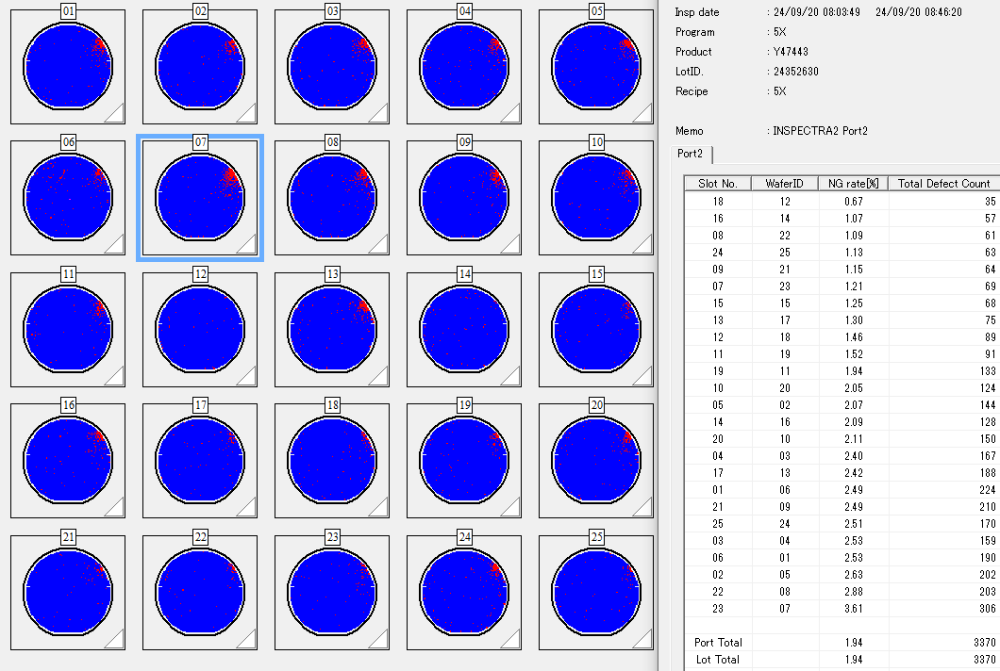 01 02 03 04 05
06 07 08 09 10
11 12 13 14 15
16 17 18 19 20
21 22 23 24 25
Insp date : 24/09/20 08:03:49 24/09/20 08:46:20
Program : 5X
Product : Y47443
LotID. : 24352630
Recipe : 5X
Memo : INSPECTRA2 Port2
Port2
Slot No. WaferID NG rate[%] Total Defect Count
18 12 0.67 35
16 14 1.07 57
08 22 1.09 61
24 25 1.13 63
09 21 1.15 64
07 23 1.21 69
15 15 1.25 68
13 17 1.30 75
12 18 1.46 89
11 19 1.52 91
19 11 1.94 133
10 20 2.05 124
05 02 2.07 144
14 16 2.09 128
20 10 2.11 150
04 03 2.40 167
17 13 2.42 188
01 06 2.49 224
21 09 2.49 210
25 24 2.51 170
03 04 2.53 159
06 01 2.53 190
02 05 2.63 202
22 08 2.88 203
23 07 3.61 306
Port Total 1.94 3370
Lot Total 1.94 3370